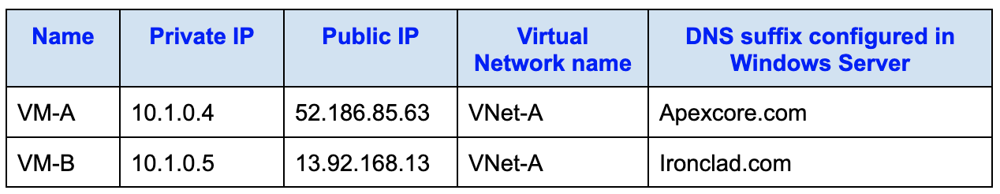 Name Private IP Public IP Virtual Network name DNS suffix configured in Windows Server
VM-A 10.1.0.4 52.186.85.63 VNet-A Apexcore.com
VM-B 10.1.0.5 13.92.168.13 VNet-A Ironclad.com